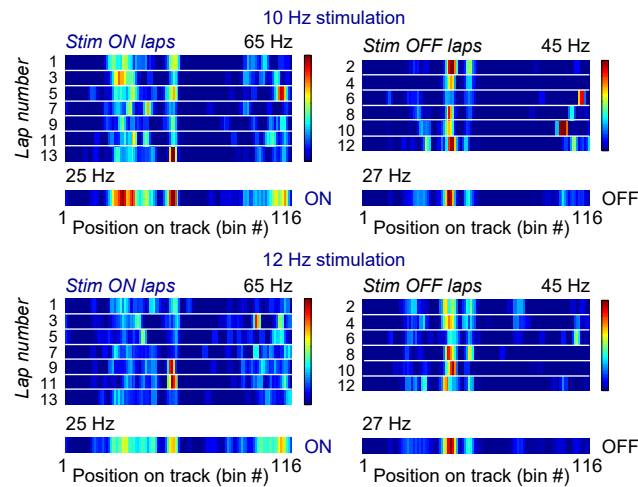 10 Hz stimulation
Stim ON laps 65 Hz Stim OFF laps 45 Hz
Lap number
1
3
5
7
9
11
13
2
4
6
8
10
12
25 Hz 27 Hz
ON OFF
1 116 1 116
Position on track (bin #) Position on track (bin #)
12 Hz stimulation
Stim ON laps 65 Hz Stim OFF laps 45 Hz
Lap number
1
3
5
7
9
11
13
2
4
6
8
10
12
25 Hz 27 Hz
ON OFF
1 116 1 116
Position on track (bin #) Position on track (bin #)